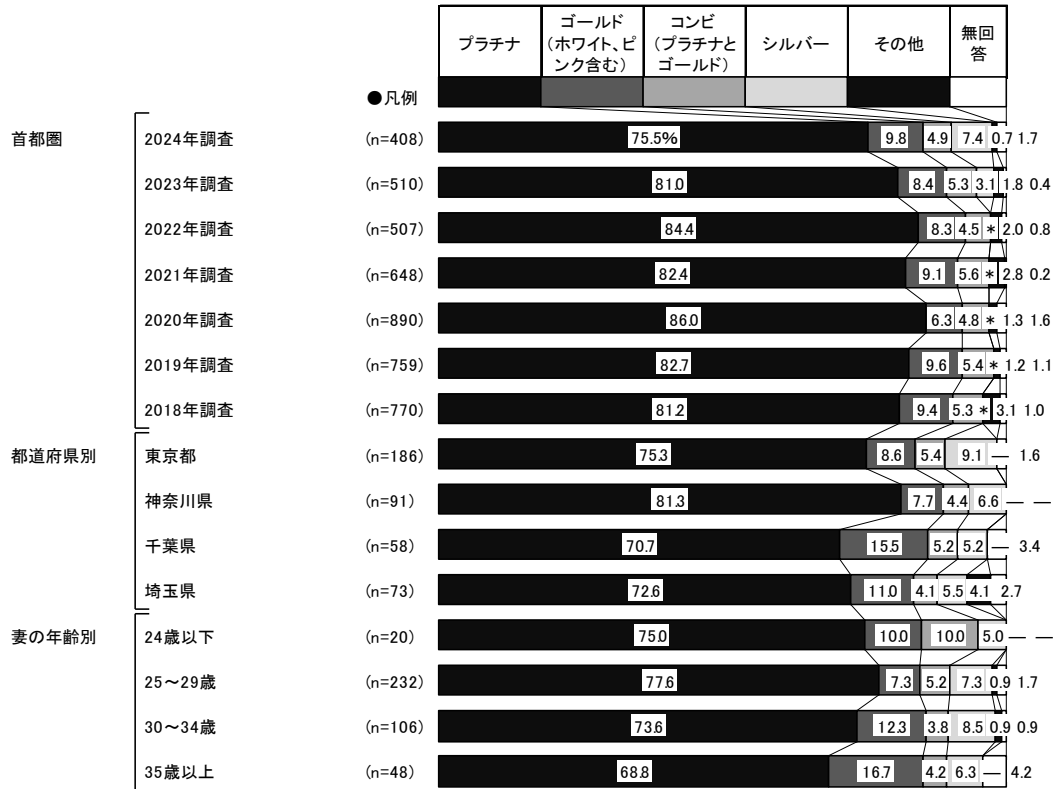 プラチナ ゴールド(ホワイト、ピンク含む) コンビ(プラチナとゴールド) シルバー その他 無回答
●凡例
首都圏 2024年調査 (n=408) 75.5% 9.8 4.9 7.4 0.7 1.7
2023年調査 (n=510) 81.0 8.4 5.3 3.1 1.8 0.4
2022年調査 (n=507) 84.4 8.3 4.5 * 2.0 0.8
2021年調査 (n=648) 82.4 9.1 5.6 * 2.8 0.2
2020年調査 (n=890) 86.0 6.3 4.8 * 1.3 1.6
2019年調査 (n=759) 82.7 9.6 5.4 * 1.2 1.1
2018年調査 (n=770) 81.2 9.4 5.3 * 3.1 1.0
都道府県別 東京都 (n=186) 75.3 8.6 5.4 9.1 — 1.6
神奈川県 (n=91) 81.3 7.7 4.4 6.6 — —
千葉県 (n=58) 70.7 15.5 5.2 5.2 — 3.4
埼玉県 (n=73) 72.6 11.0 4.1 5.5 4.1 2.7
妻の年齢別 24歳以下 (n=20) 75.0 10.0 10.0 5.0 — —
25～29歳 (n=232) 77.6 7.3 5.2 7.3 0.9 1.7
30～34歳 (n=106) 73.6 12.3 3.8 8.5 0.9 0.9
35歳以上 (n=48) 68.8 16.7 4.2 6.3 — 4.2